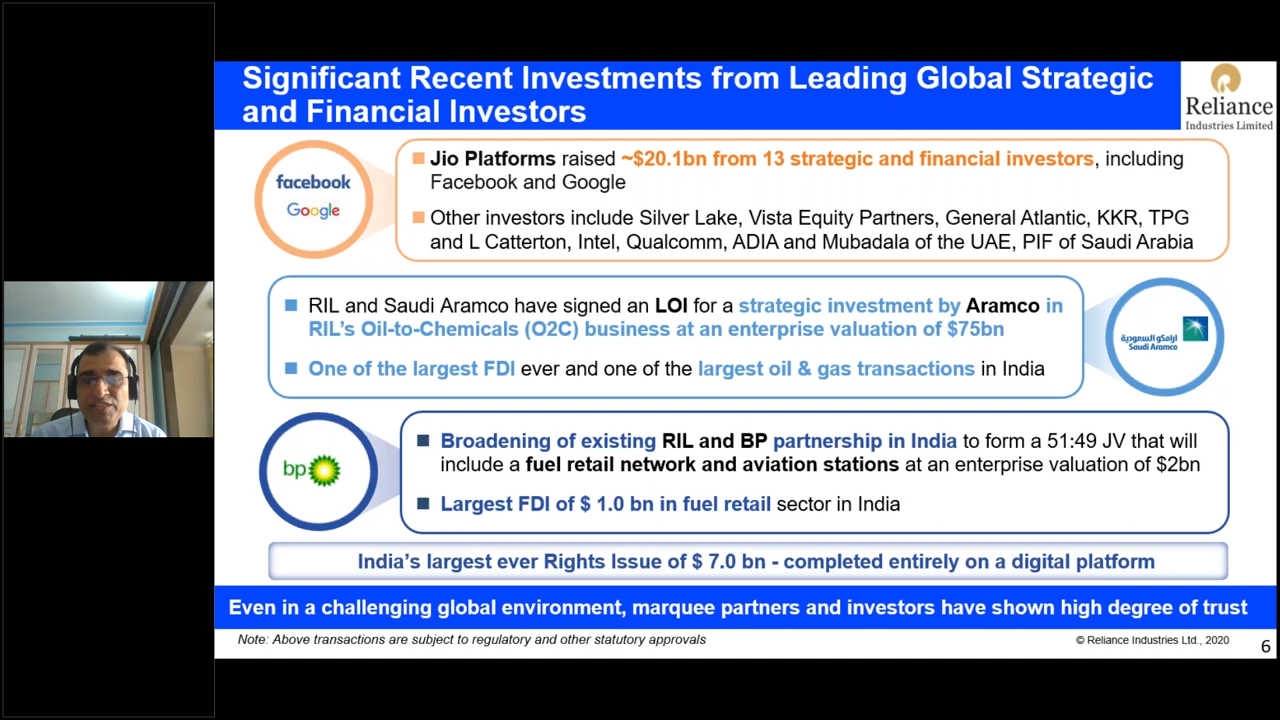 Significant Recent Investments from Leading Global Strategic
and Financial Investors
Reliance
Industries Limited
facebook
Google
Jio Platforms raised ~$20.1bn from 13 strategic and financial investors, including
Facebook and Google
Other investors include Silver Lake, Vista Equity Partners, General Atlantic, KKR, TPG
and L Catterton, Intel, Qualcomm, ADIA and Mubadala of the UAE, PIF of Saudi Arabia
RIL and Saudi Aramco have signed an LOI for a strategic investment by Aramco in
RIL's Oil-to-Chemicals (O2C) business at an enterprise valuation of $75bn
One of the largest FDI ever and one of the largest oil & gas transactions in India
أرامكو السعودية
Saudi Aramco
bp
Broadening of existing RIL and BP partnership in India to form a 51:49 JV that will
include a fuel retail network and aviation stations at an enterprise valuation of $2bn
Largest FDI of $ 1.0 bn in fuel retail sector in India
India's largest ever Rights Issue of $ 7.0 bn - completed entirely on a digital platform
Even in a challenging global environment, marquee partners and investors have shown high degree of trust
Note: Above transactions are subject to regulatory and other statutory approvals
© Reliance Industries Ltd., 2020
6